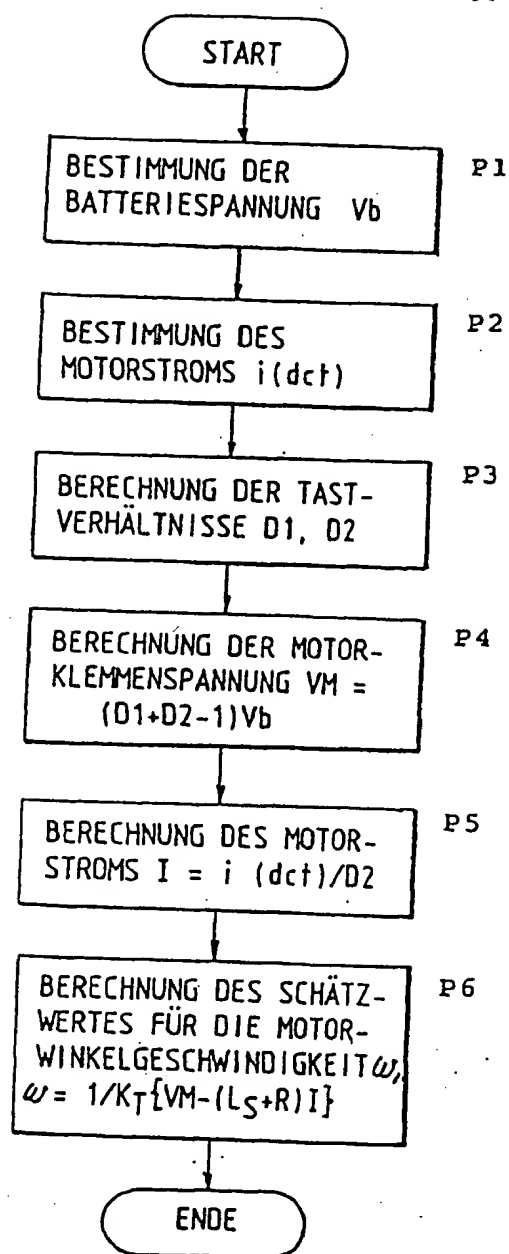 START
BESTIMMUNG DER
BATTERIESPANNUNG Vb
P1
BESTIMMUNG DES
MOTORSTROMS i(dct)
P2
BERECHNUNG DER TAST-
VERHÄLTNISSE D1, D2
P3
BERECHNUNG DER MOTOR-
KLEMMENSPANNUNG VM =
(D1+D2-1)Vb
P4
BERECHNUNG DES MOTOR-
STROMS I = i (dct)/D2
P5
BERECHNUNG DES SCHÄTZ-
WERTES FÜR DIE MOTOR-
WINKELGESCHWINDIGKEIT ω,
ω = 1/KT{VM-(LS+R)I}
P6
ENDE